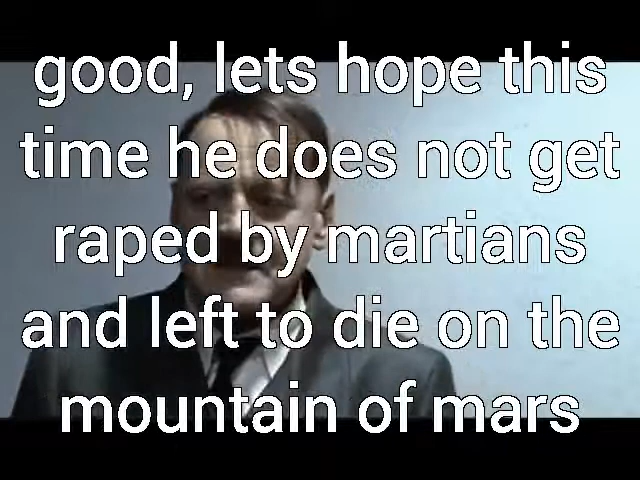 good, lets hope this
time he does not get
raped by martians
and left to die on the
mountain of mars